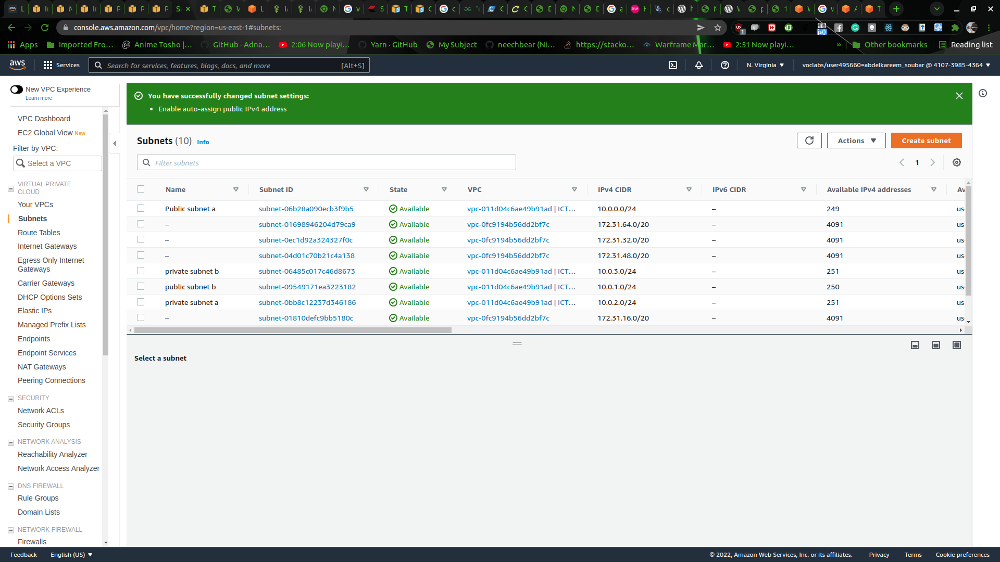 console.aws.amazon.com/vpc/home?region=us-east-1#subnets:
Apps Imported Fro... Anime Tosho |... GitHub - Adna... 2:06 Now playi... Yarn · GitHub My Subject neechbear (Ni... https://stacko... Warframe Mar... 2:51 Now playi... » Other bookmarks Reading list
aws Services Search for services, features, blogs, docs, and more [Alt+S] N. Virginia voclabs/user495660=abdelkareem_soubar @ 4107-3985-4364
New VPC Experience
Learn more
VPC Dashboard
EC2 Global View New
Filter by VPC:
Select a VPC
VIRTUAL PRIVATE
CLOUD
Your VPCs
Subnets
Route Tables
Internet Gateways
Egress Only Internet
Gateways
Carrier Gateways
DHCP Options Sets
Elastic IPs
Managed Prefix Lists
Endpoints
Endpoint Services
NAT Gateways
Peering Connections
SECURITY
Network ACLs
Security Groups
NETWORK ANALYSIS
Reachability Analyzer
Network Access Analyzer
DNS FIREWALL
Rule Groups
Domain Lists
NETWORK FIREWALL
Firewalls
You have successfully changed subnet settings:
• Enable auto-assign public IPv4 address
Subnets (10) Info
Actions Create subnet
Filter subnets
1
Name Subnet ID State VPC IPv4 CIDR IPv6 CIDR Available IPv4 addresses Av
Public subnet a subnet-06b28a090ecb3f9b5 Available vpc-011d04c6ae49b91ad | ICT... 10.0.0.0/24 – 249 us
– subnet-01698946204d79ca9 Available vpc-0fc9194b56dd2bf7c 172.31.64.0/20 – 4091 us
– subnet-0ec1d92a324327f0c Available vpc-0fc9194b56dd2bf7c 172.31.32.0/20 – 4091 us
– subnet-04d01c70b21c4a138 Available vpc-0fc9194b56dd2bf7c 172.31.48.0/20 – 4091 us
private subnet b subnet-06485c017c46d8673 Available vpc-011d04c6ae49b91ad | ICT... 10.0.3.0/24 – 251 us
public subnet b subnet-09549171ea3223182 Available vpc-011d04c6ae49b91ad | ICT... 10.0.1.0/24 – 250 us
private subnet a subnet-0bb8c12237d346186 Available vpc-011d04c6ae49b91ad | ICT... 10.0.2.0/24 – 251 us
– subnet-01810defc9bb5180c Available vpc-0fc9194b56dd2bf7c 172.31.16.0/20 – 4091 us
Select a subnet
Feedback English (US) © 2022, Amazon Web Services, Inc. or its affiliates. Privacy Terms Cookie preferences